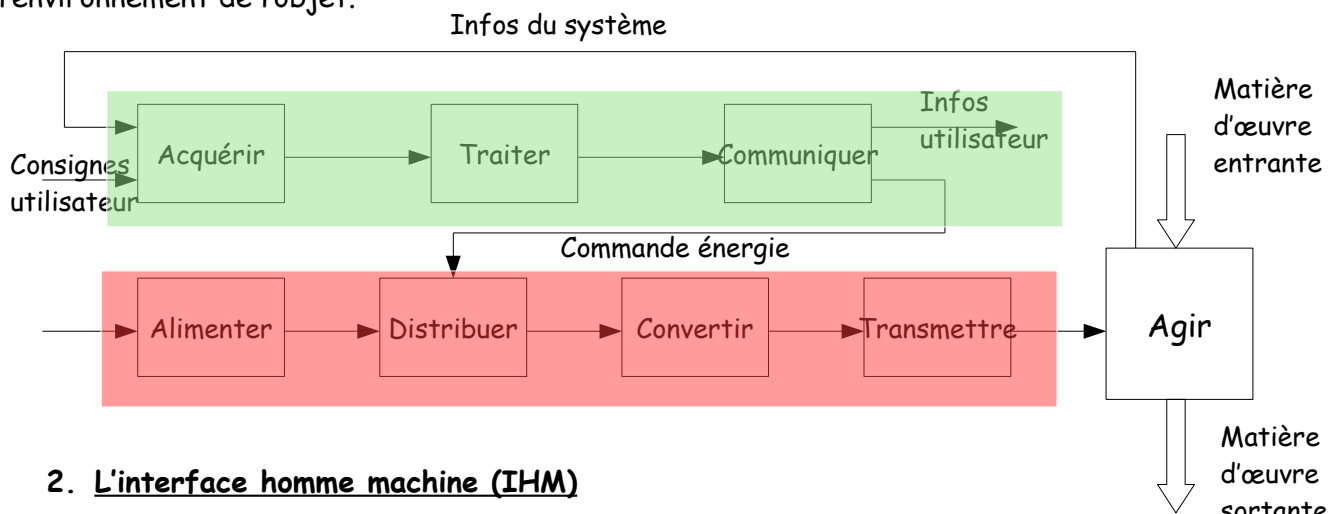 l'environnement de l'objet.
Infos du système
Matière
d'œuvre
entrante
Infos
utilisateur
Consignes
utilisateur
Acquérir
Traiter
Communiquer
Commande énergie
Alimenter
Distribuer
Convertir
Transmettre
Agir
Matière
d'œuvre
sortante
2. L'interface homme machine (IHM)